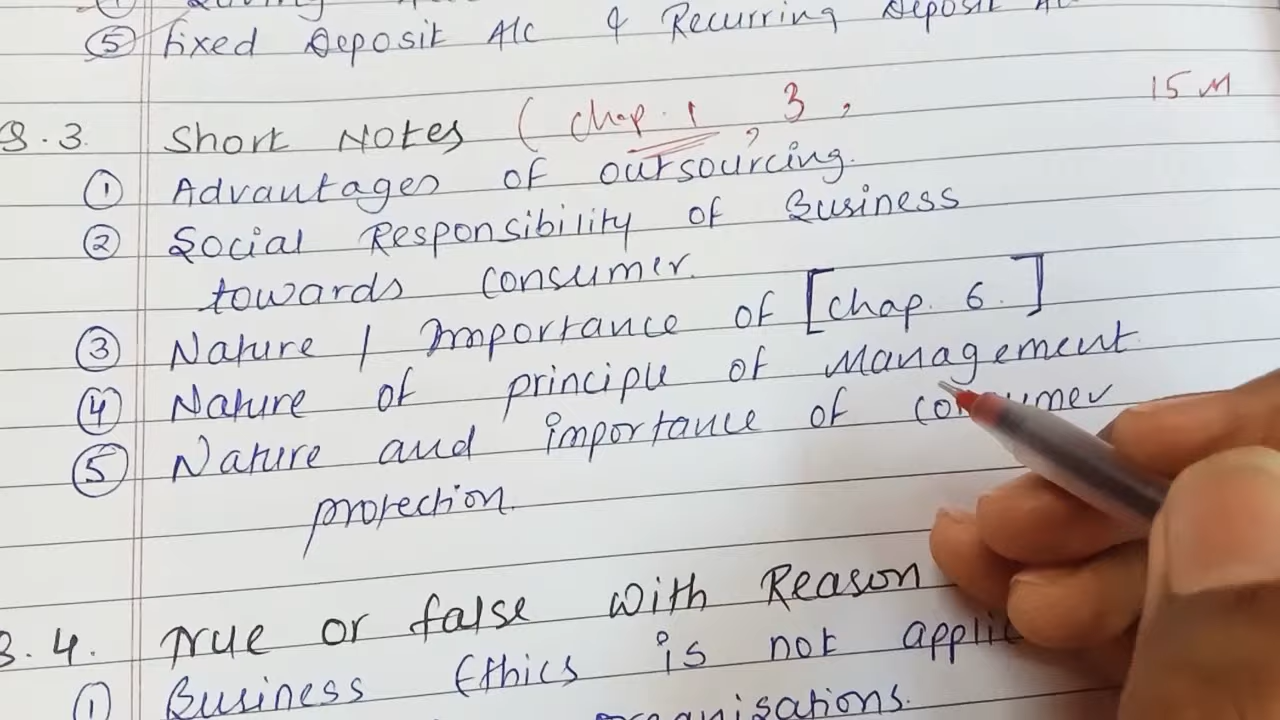 ⑤ Fixed Deposit A/c & Recurring Deposit A/c
Q.3. Short Notes ( Chap. 1, 3, 15 M
① Advantages of outsourcing.
② Social Responsibility of Business
towards consumer.
③ Nature / Importance of [Chap. 6.]
④ Nature of principle of Management
⑤ Nature and importance of consumer
protection.
Q.4. True or false with Reason
① Business Ethics is not
organisations.